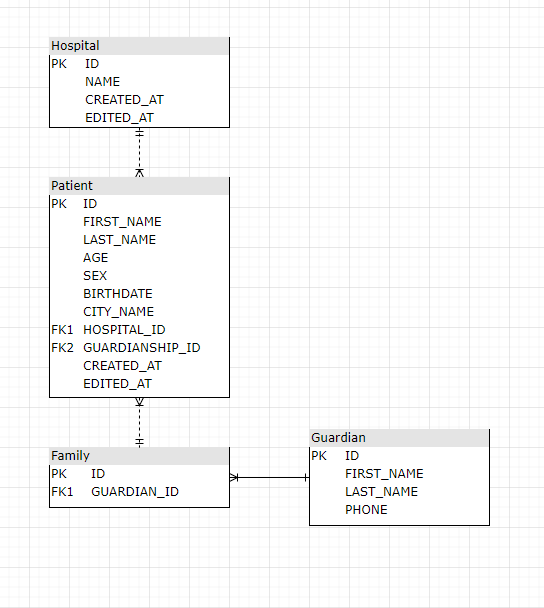 Hospital
PK ID
NAME
CREATED_AT
EDITED_AT
Patient
PK ID
FIRST_NAME
LAST_NAME
AGE
SEX
BIRTHDATE
CITY_NAME
FK1 HOSPITAL_ID
FK2 GUARDIANSHIP_ID
CREATED_AT
EDITED_AT
Family
PK ID
FK1 GUARDIAN_ID
Guardian
PK ID
FIRST_NAME
LAST_NAME
PHONE